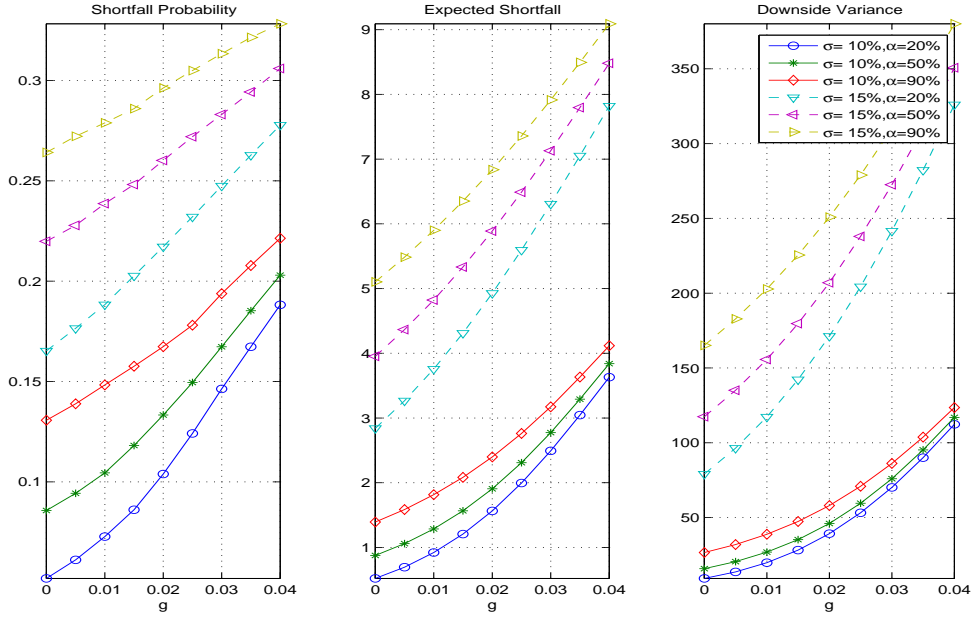 Shortfall Probability
0.3
0.25
0.2
0.15
0.1
0 0.01 0.02 0.03 0.04
g
Expected Shortfall
9
8
7
6
5
4
3
2
1
0 0.01 0.02 0.03 0.04
g
Downside Variance
350
300
250
200
150
100
50
0 0.01 0.02 0.03 0.04
g
σ= 10%,α=20%
σ= 10%,α=50%
σ= 10%,α=90%
σ= 15%,α=20%
σ= 15%,α=50%
σ= 15%,α=90%